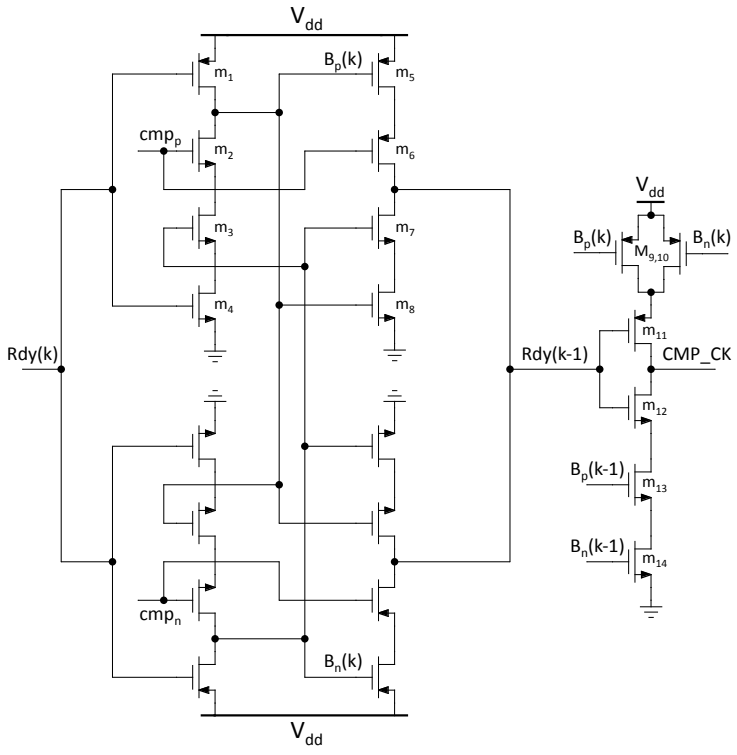 V_dd
m_1
B_p(k)
m_5
cmp_p
m_2
m_6
m_3
m_7
m_4
m_8
V_dd
B_p(k)
M_9,10
B_n(k)
m_11
Rdy(k)
Rdy(k-1)
CMP_CK
m_12
B_p(k-1)
m_13
B_n(k-1)
m_14
cmp_n
B_n(k)
V_dd